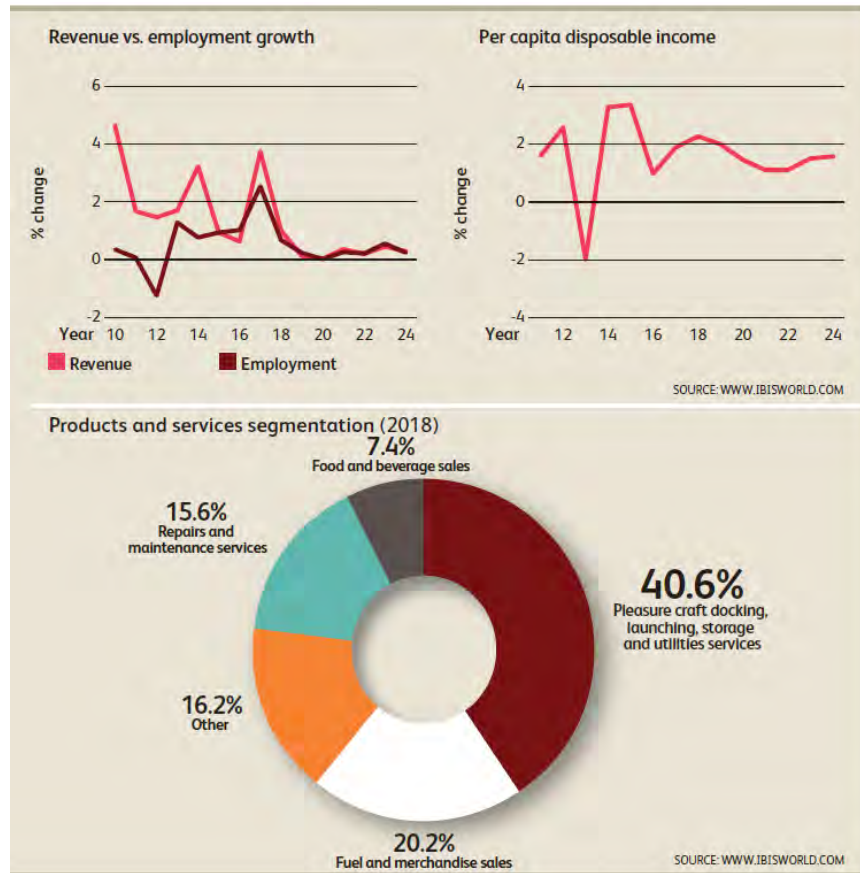 Revenue vs. employment growth
6
4
2
0
-2
% change
Year 10 12 14 16 18 20 22 24
Revenue
Employment
Per capita disposable income
4
2
0
-2
-4
% change
Year 12 14 16 18 20 22 24
SOURCE: WWW.IBISWORLD.COM
Products and services segmentation (2018)
7.4%
Food and beverage sales
15.6%
Repairs and
maintenance services
40.6%
Pleasure craft docking,
launching, storage
and utilities services
16.2%
Other
20.2%
Fuel and merchandise sales
SOURCE: WWW.IBISWORLD.COM